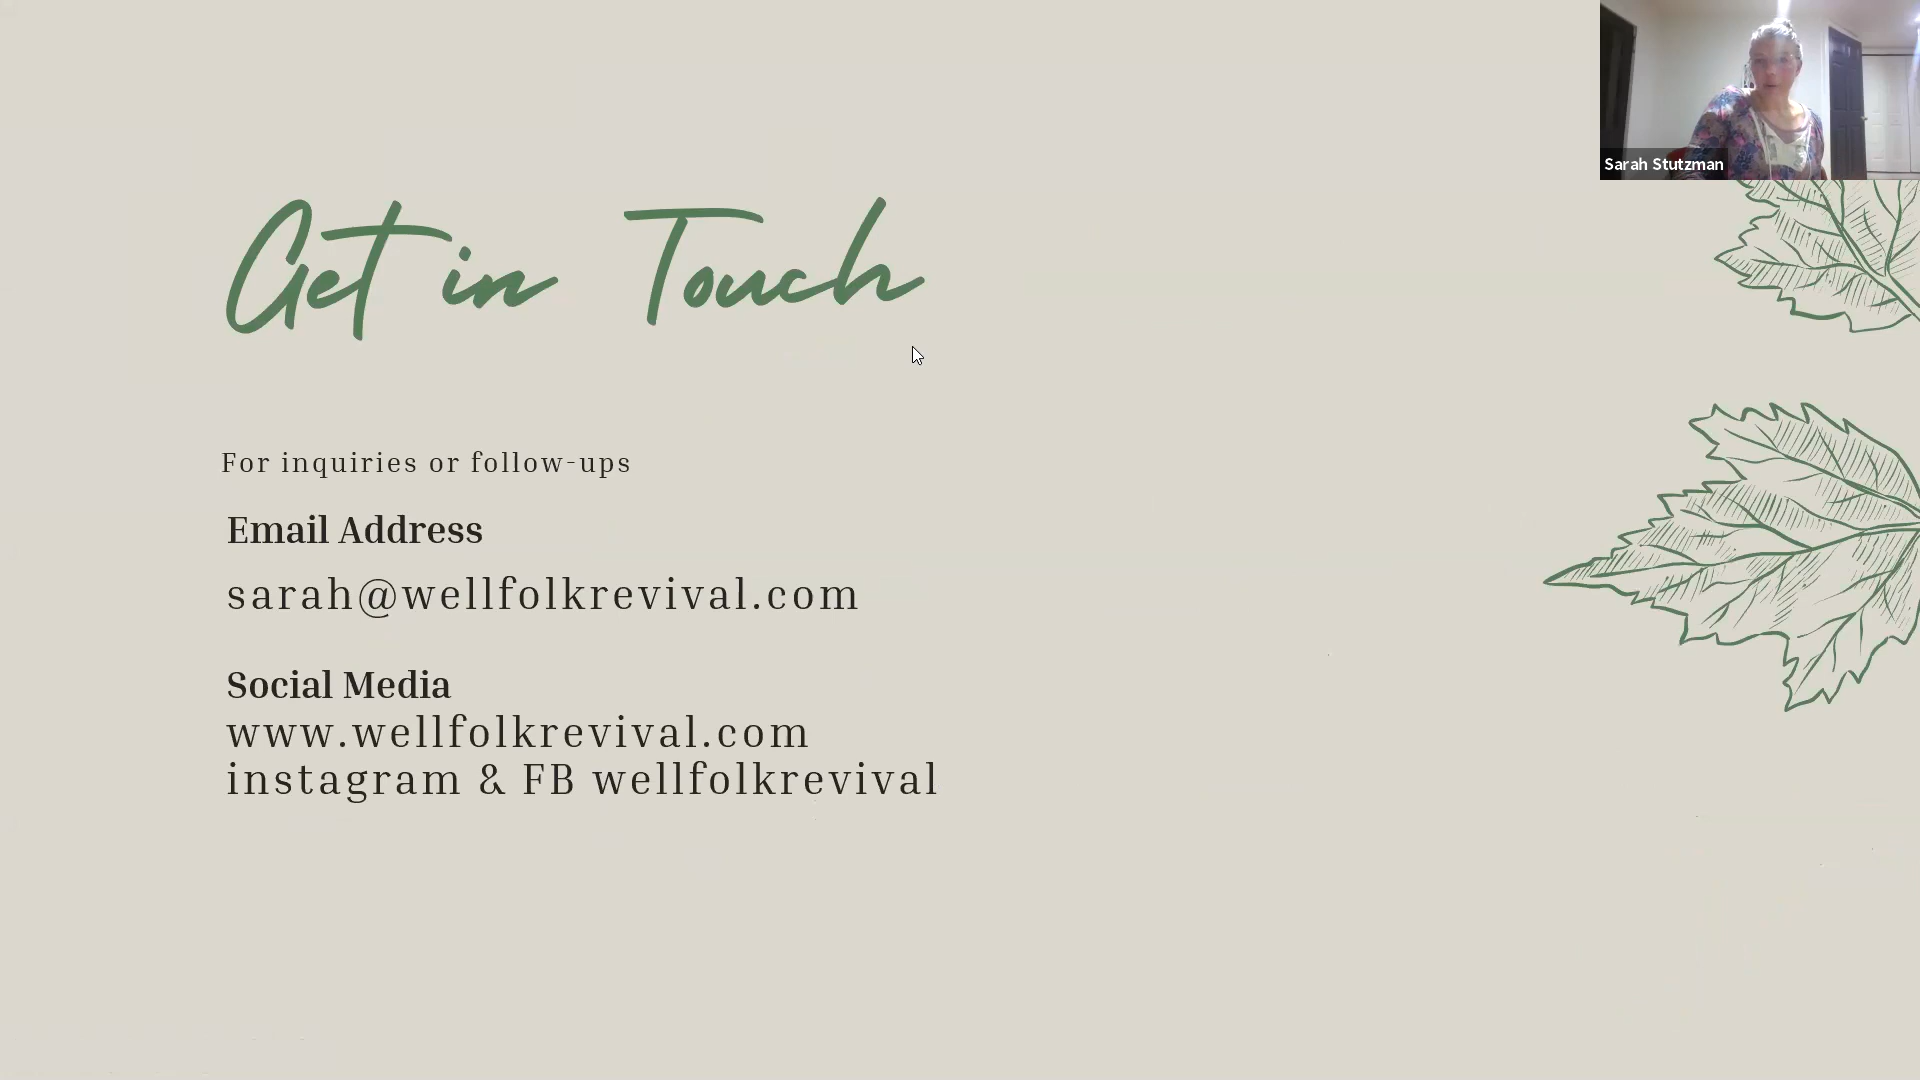 Sarah Stutzman
Get in Touch
For inquiries or follow-ups
Email Address
sarah@wellfolkrevival.com
Social Media
www.wellfolkrevival.com
instagram & FB wellfolkrevival